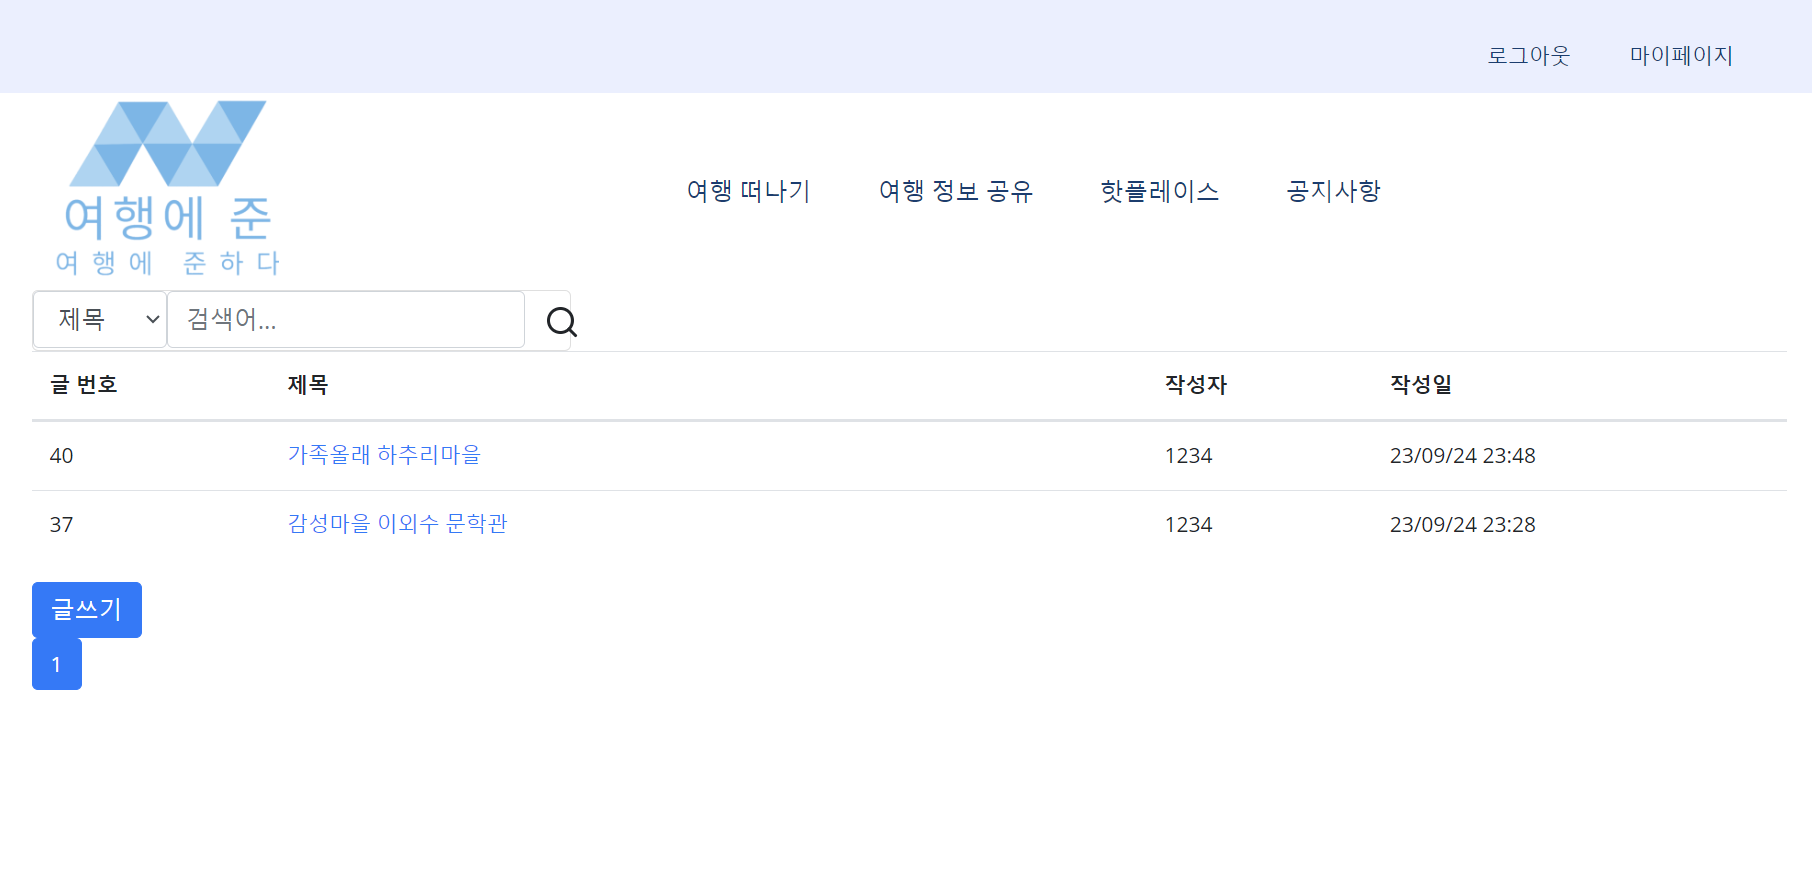 로그아웃 마이페이지
여행에 준
여행에 준하다
여행 떠나기 여행 정보 공유 핫플레이스 공지사항
제목 검색어...
글 번호 제목 작성자 작성일
40 가족올래 하추리마을 1234 23/09/24 23:48
37 감성마을 이외수 문학관 1234 23/09/24 23:28
글쓰기
1